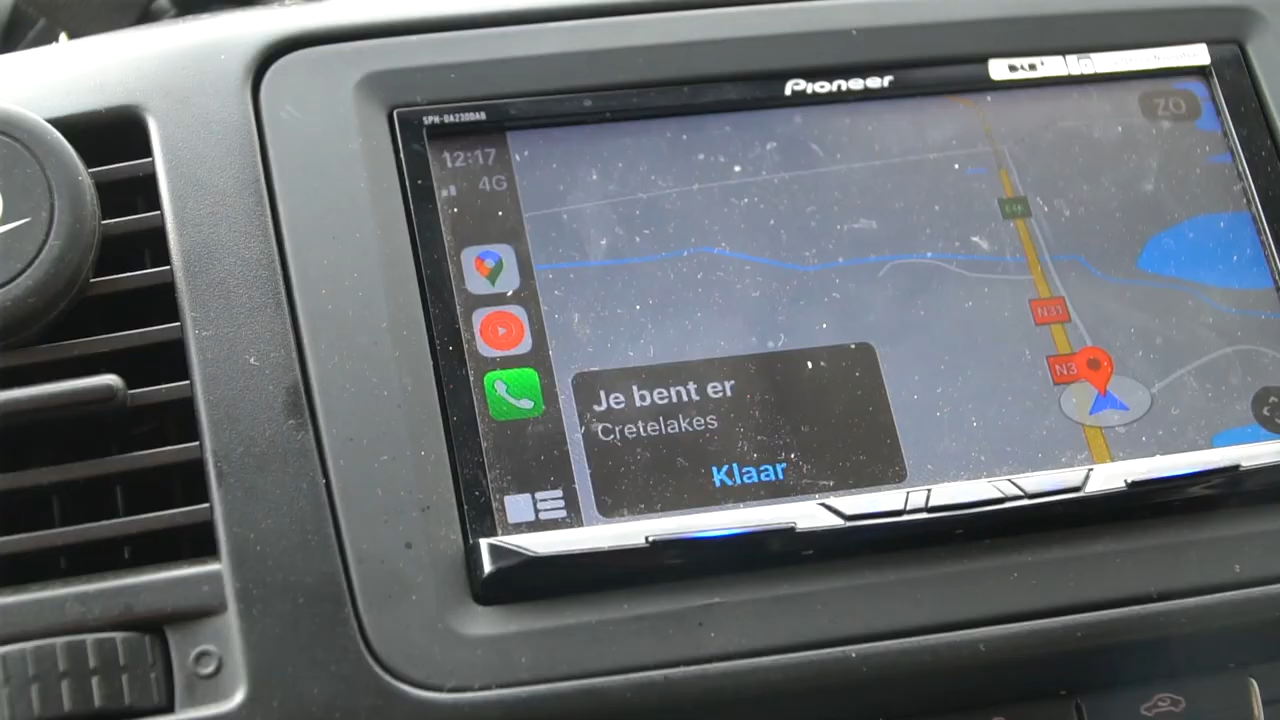 Pioneer
SPH-DA230DAB
12:17
4G
ZO
N31
N3
Je bent er
Cretelakes
Klaar